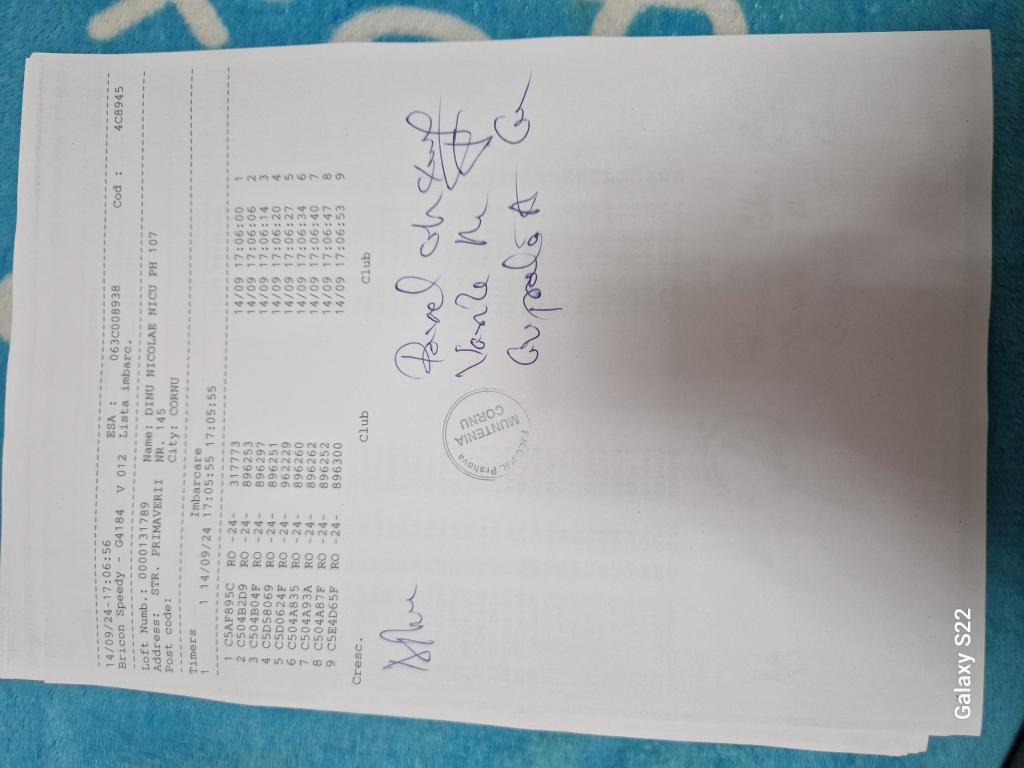 14/09/24-17:06:56 ESA : 063C008938
Bricon Speedy - G4184 V 012 Lista imbarc. Cod : 4C8945
Loft Numb.: 0000131789 Name: DINU NICOLAE NICU PH 107
Address: STR. PRIMAVERII NR. 145
Post code: City: CORNU
Timers Imbarcare
1 1 14/09/24 17:05:55 17:05:55
1 C5AF895C RO -24- 317773 14/09 17:06:00 1
2 C504B2D9 RO -24- 896253 14/09 17:06:06 2
3 C504B04F RO -24- 896297 14/09 17:06:14 3
4 C5D58069 RO -24- 896251 14/09 17:06:20 4
5 C5D0624F RO -24- 962229 14/09 17:06:27 5
6 C504A835 RO -24- 896260 14/09 17:06:34 6
7 C504A93A RO -24- 896262 14/09 17:06:40 7
8 C504A87F RO -24- 896252 14/09 17:06:47 8
9 C5E4D65F RO -24- 896300 14/09 17:06:53 9
Cresc. Club Club
MUNTENIA
CORNU
F.N.C.P.R. Prahova
Galaxy S22